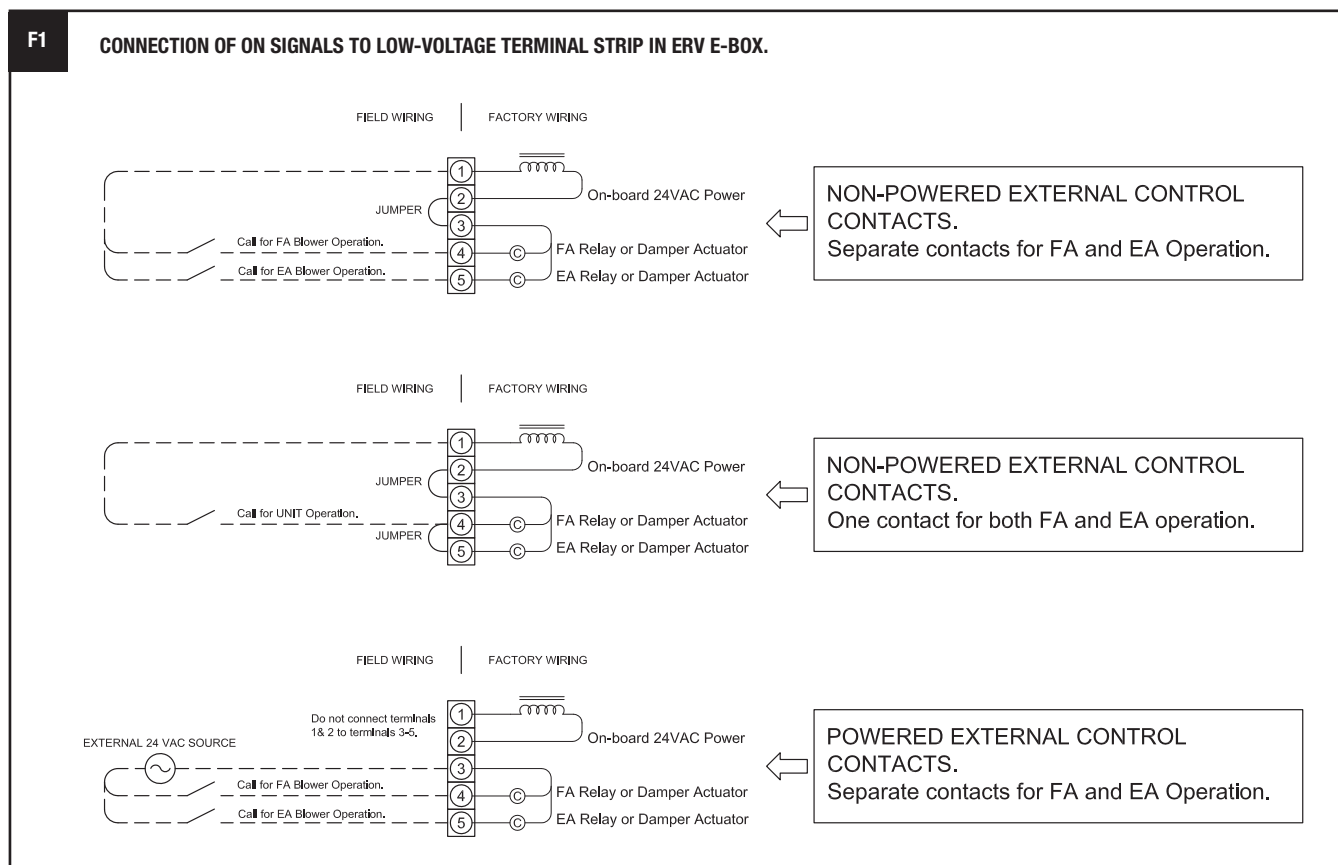 F1
CONNECTION OF ON SIGNALS TO LOW-VOLTAGE TERMINAL STRIP IN ERV E-BOX.
FIELD WIRING
FACTORY WIRING
1
2
On-board 24VAC Power
JUMPER
3
Call for FA Blower Operation.
4
C
FA Relay or Damper Actuator
Call for EA Blower Operation.
5
C
EA Relay or Damper Actuator
NON-POWERED EXTERNAL CONTROL
CONTACTS.
Separate contacts for FA and EA Operation.
FIELD WIRING
FACTORY WIRING
1
2
On-board 24VAC Power
JUMPER
3
Call for UNIT Operation.
4
C
FA Relay or Damper Actuator
JUMPER
5
C
EA Relay or Damper Actuator
NON-POWERED EXTERNAL CONTROL
CONTACTS.
One contact for both FA and EA operation.
FIELD WIRING
FACTORY WIRING
Do not connect terminals
1& 2 to terminals 3-5.
1
2
On-board 24VAC Power
EXTERNAL 24 VAC SOURCE
3
Call for FA Blower Operation.
4
C
FA Relay or Damper Actuator
Call for EA Blower Operation.
5
C
EA Relay or Damper Actuator
POWERED EXTERNAL CONTROL
CONTACTS.
Separate contacts for FA and EA Operation.